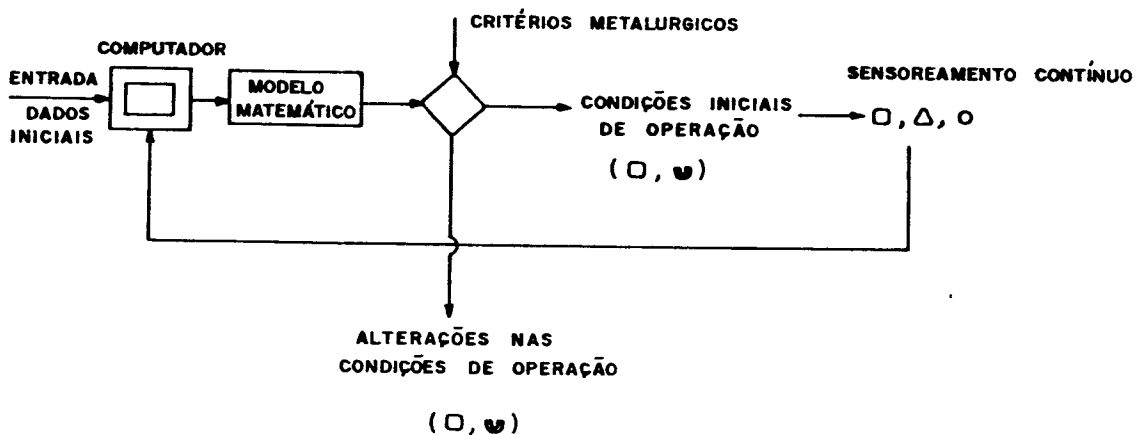 CRITÉRIOS METALURGICOS
COMPUTADOR
ENTRADA
DADOS
INICIAIS
MODELO
MATEMÁTICO
CONDIÇÕES INICIAIS
DE OPERAÇÃO
SENSOREAMENTO CONTÍNUO
ALTERAÇÕES NAS
CONDIÇÕES DE OPERAÇÃO